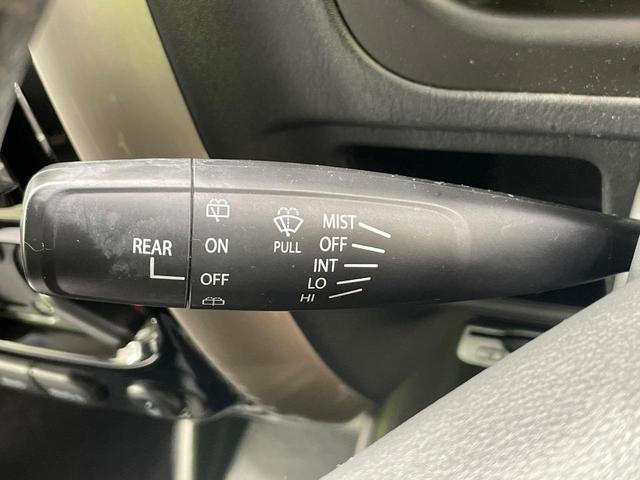 REAR
ON
OFF
PULL
MIST
OFF
INT
LO
HI